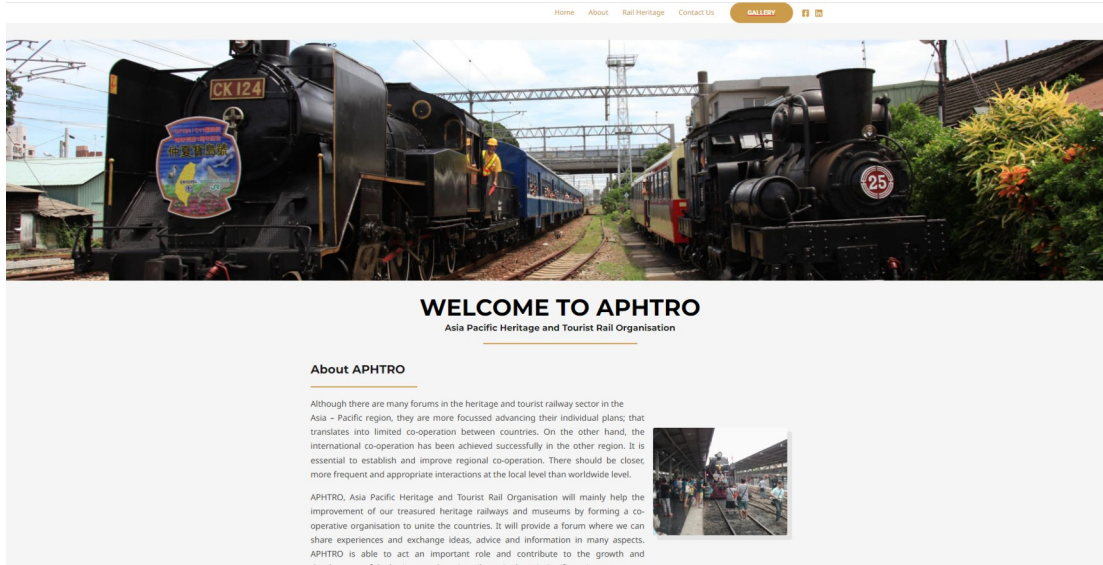 Home About Rail Heritage Contact Us GALLERY
CK124
仲夏寶島號
25
WELCOME TO APHTRO
Asia Pacific Heritage and Tourist Rail Organisation
About APHTRO
Although there are many forums in the heritage and tourist railway sector in the
Asia – Pacific region, they are more focussed advancing their individual plans; that
translates into limited co-operation between countries. On the other hand, the
international co-operation has been achieved successfully in the other region. It is
essential to establish and improve regional co-operation. There should be closer,
more frequent and appropriate interactions at the local level than worldwide level.
APHTRO, Asia Pacific Heritage and Tourist Rail Organisation will mainly help the
improvement of our treasured heritage railways and museums by forming a co-
operative organisation to unite the countries. It will provide a forum where we can
share experiences and exchange ideas, advice and information in many aspects.
APHTRO is able to act an important role and contribute to the growth and